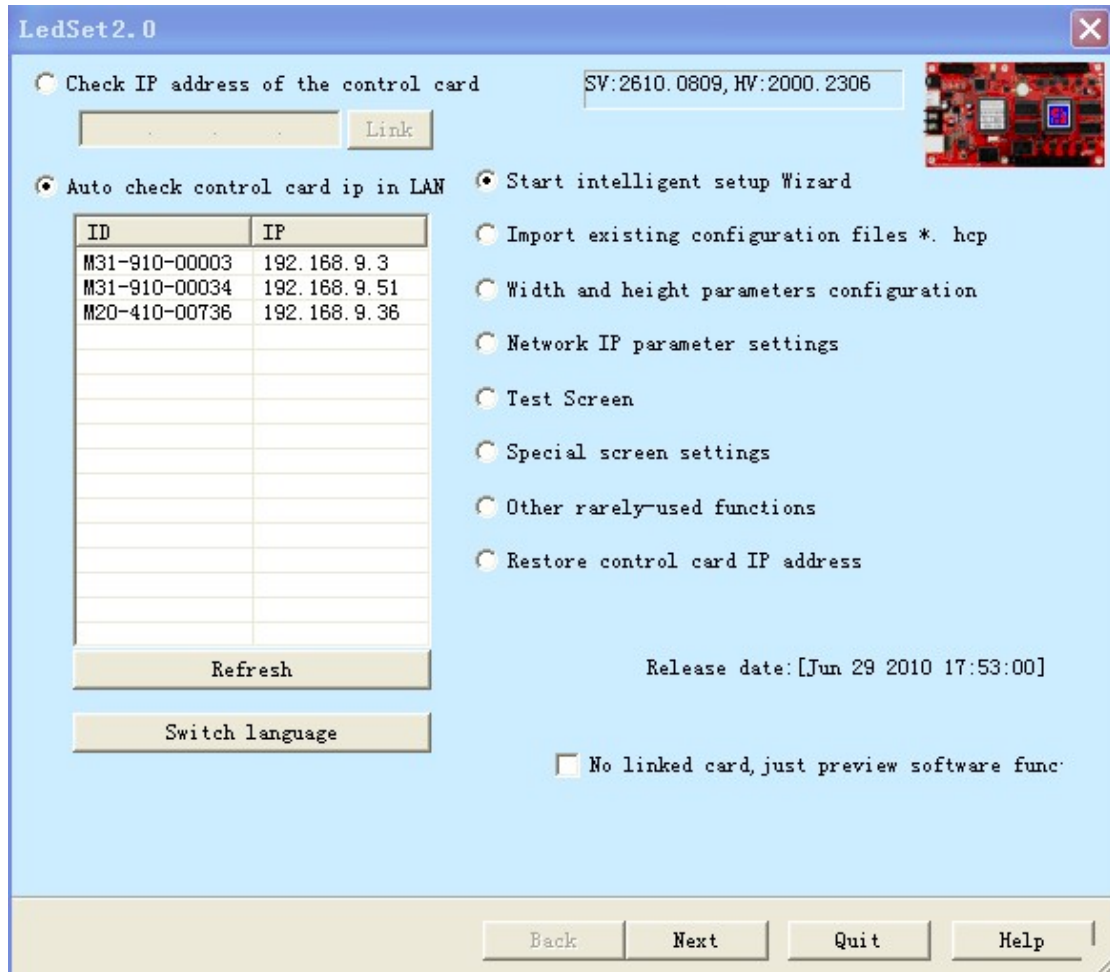 LedSet2.0
Check IP address of the control card
SV:2610.0809, HV:2000.2306
. . .
Link
Auto check control card ip in LAN
ID IP
M31-910-00003 192.168.9.3
M31-910-00034 192.168.9.51
M20-410-00736 192.168.9.36
Refresh
Switch language
Start intelligent setup Wizard
Import existing configuration files *. hcp
Width and height parameters configuration
Network IP parameter settings
Test Screen
Special screen settings
Other rarely-used functions
Restore control card IP address
Release date:[Jun 29 2010 17:53:00]
No linked card, just preview software func
Back Next Quit Help